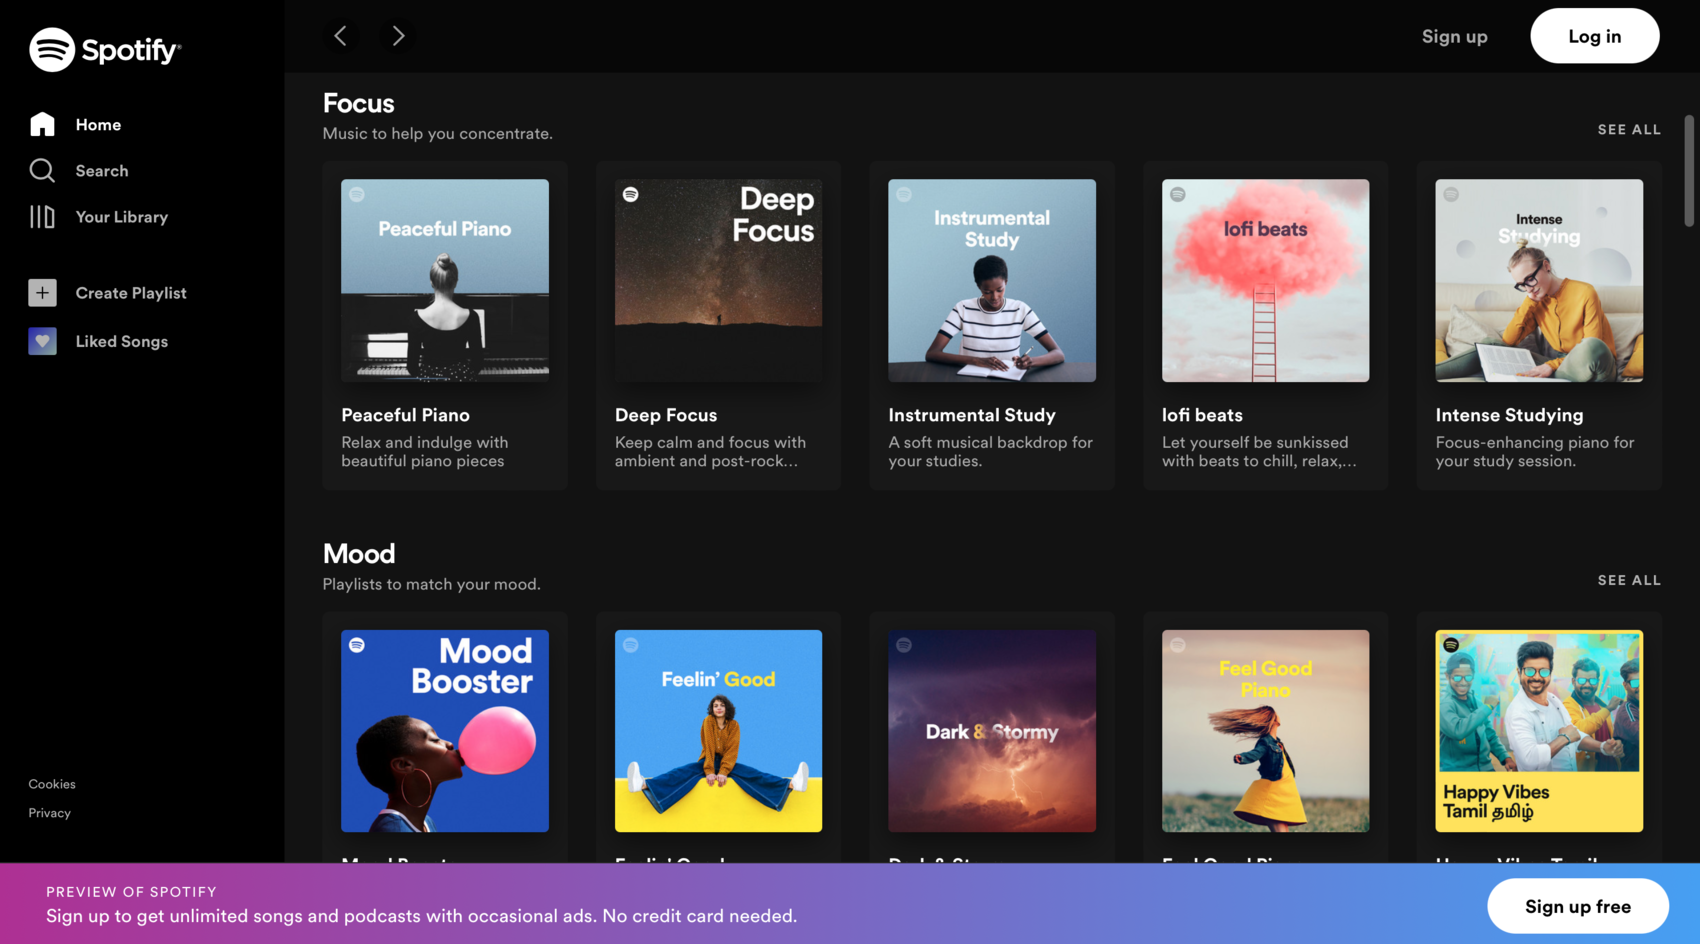 Spotify
Home
Search
Your Library
Create Playlist
Liked Songs
Cookies
Privacy
Sign up
Log in
Focus
Music to help you concentrate.
SEE ALL
Peaceful Piano
Deep
Focus
Instrumental
Study
lofi beats
Intense
Studying
Peaceful Piano
Relax and indulge with
beautiful piano pieces
Deep Focus
Keep calm and focus with
ambient and post-rock...
Instrumental Study
A soft musical backdrop for
your studies.
lofi beats
Let yourself be sunkissed
with beats to chill, relax,...
Intense Studying
Focus-enhancing piano for
your study session.
Mood
Playlists to match your mood.
SEE ALL
Mood
Booster
Feelin' Good
Dark & Stormy
Feel Good
Piano
Happy Vibes
Tamil தமிழ்
PREVIEW OF SPOTIFY
Sign up to get unlimited songs and podcasts with occasional ads. No credit card needed.
Sign up free